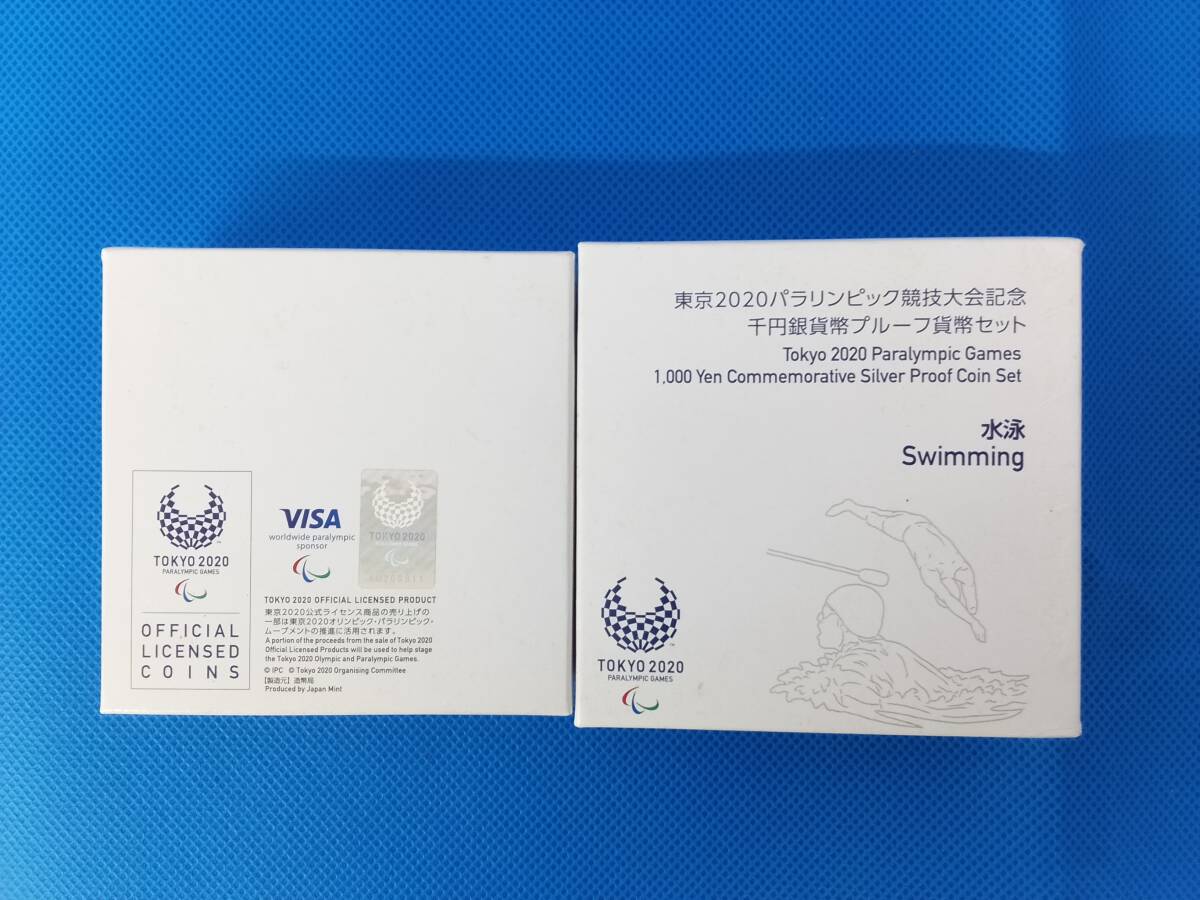 TOKYO 2020
PARALYMPIC GAMES
OFFICIAL
LICENSED
COINS
VISA
worldwide paralympic
sponsor
TOKYO 2020
TOKYO 2020 OFFICIAL LICENSED PRODUCT
東京2020公式ライセンス商品の売り上げの
一部は東京2020オリンピック・パラリンピック・
ムーブメントの推進に活用されます。
A portion of the proceeds from the sale of Tokyo 2020
Official Licensed Products will be used to help stage
the Tokyo 2020 Olympic and Paralympic Games.
© IPC © Tokyo 2020 Organising Committee
【製造元】造幣局
Produced by Japan Mint
東京2020パラリンピック競技大会記念
千円銀貨幣プルーフ貨幣セット
Tokyo 2020 Paralympic Games
1,000 Yen Commemorative Silver Proof Coin Set
水泳
Swimming
TOKYO 2020
PARALYMPIC GAMES